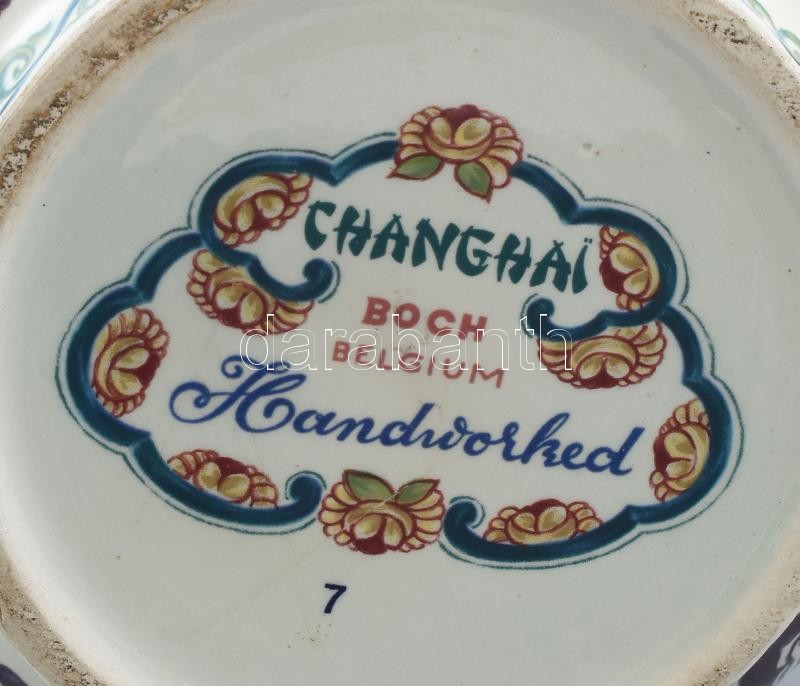 CHANGHAÏ
BOCH
darabanth
BELGIUM
Handworked
7